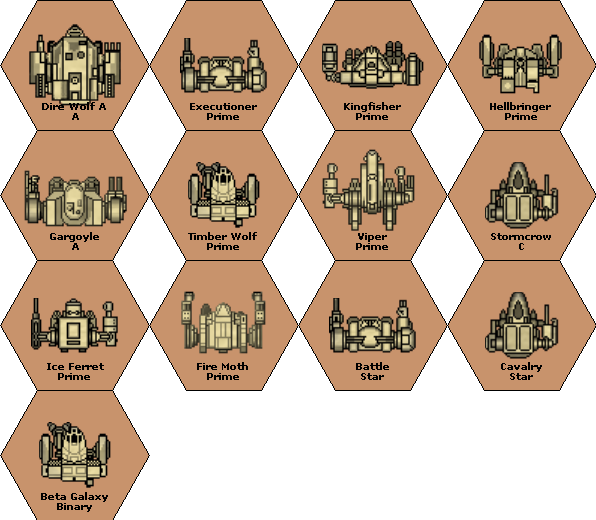 Dire Wolf A
A
Executioner
Prime
Kingfisher
Prime
Hellbringer
Prime
Gargoyle
A
Timber Wolf
Prime
Viper
Prime
Stormcrow
C
Ice Ferret
Prime
Fire Moth
Prime
Battle
Star
Cavalry
Star
Beta Galaxy
Binary